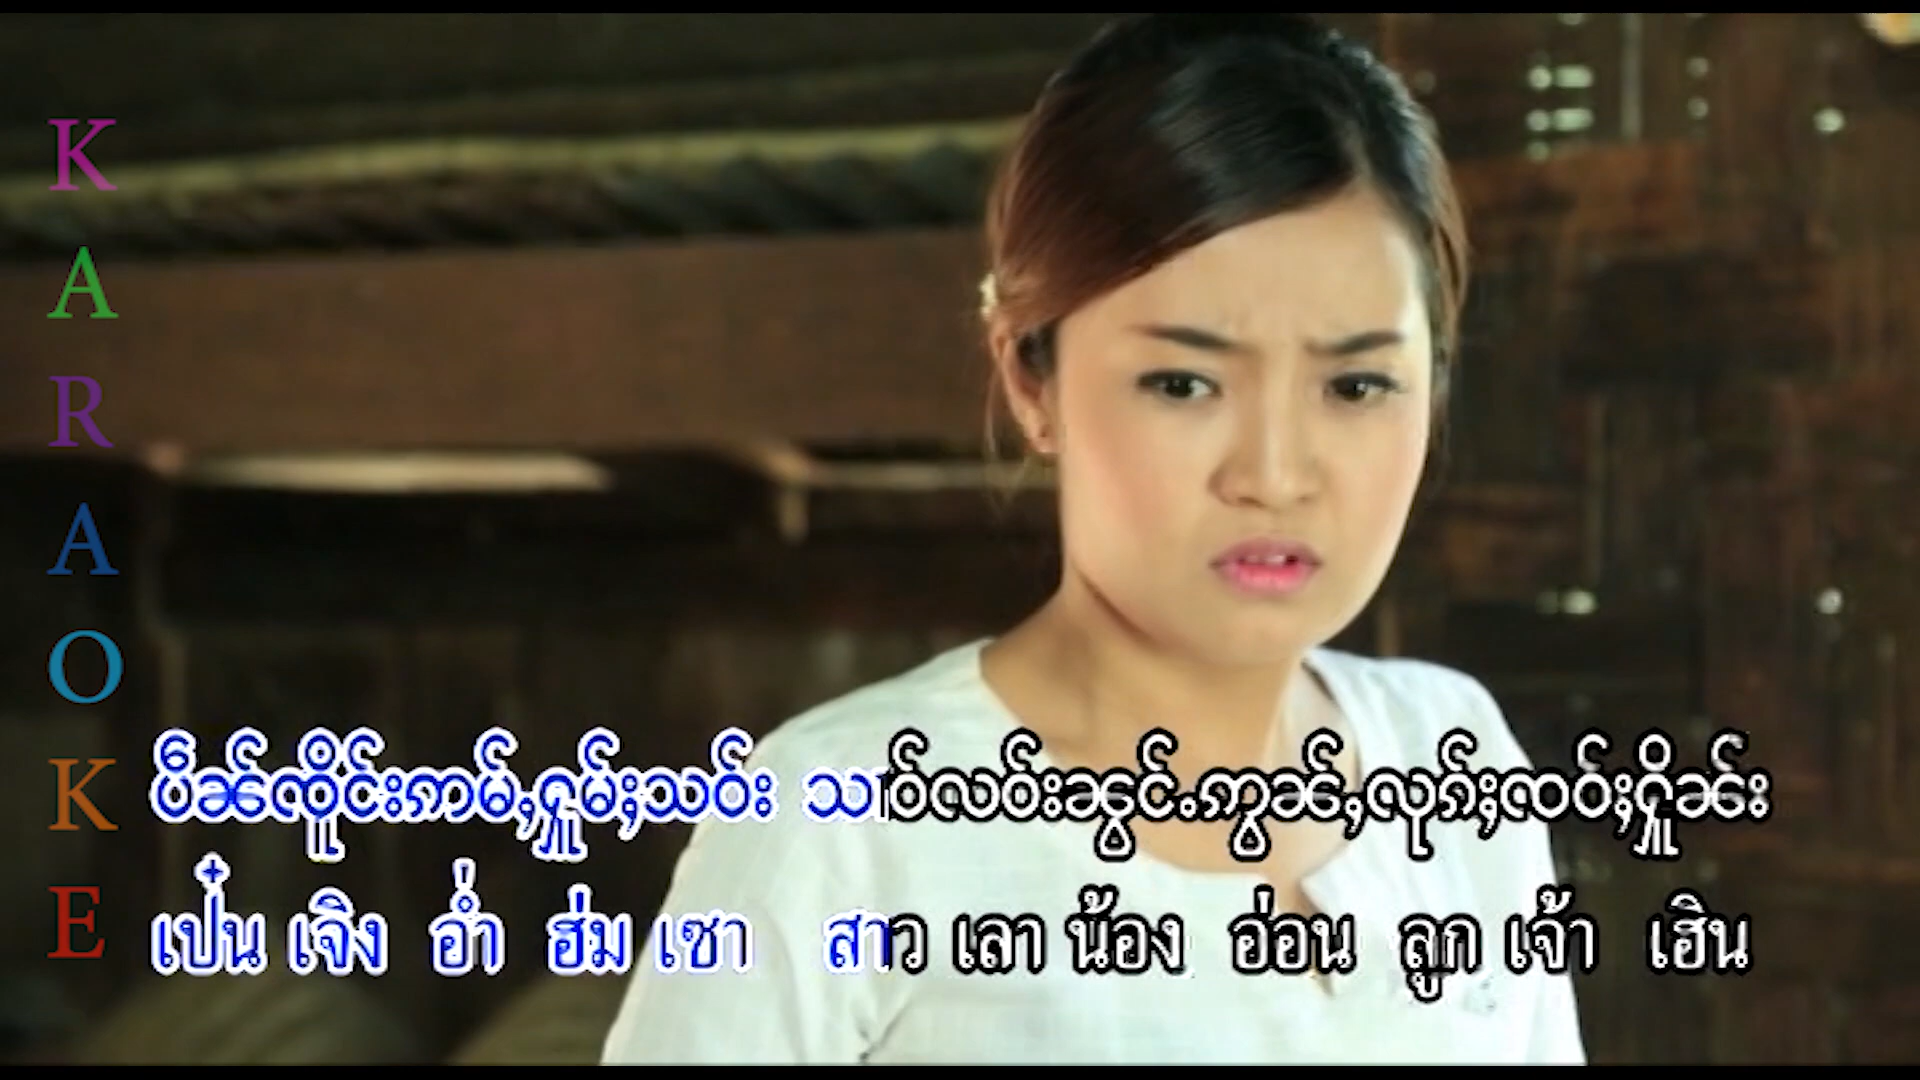 KARAOKE
ပဵၼ်ၸိူင်းဢမ်ႇႁူမ်ႈသဝ်း သၢဝ်လဝ်းၼွင်ႉဢွၼ်ႇလုၵ်ႈၸဝ်ႈႁိူၼ်း
เป๋น เจิง อ่ำ ฮ่ม เซา สาว เลา น้อง อ่อน ลูก เจ้า เฮิน